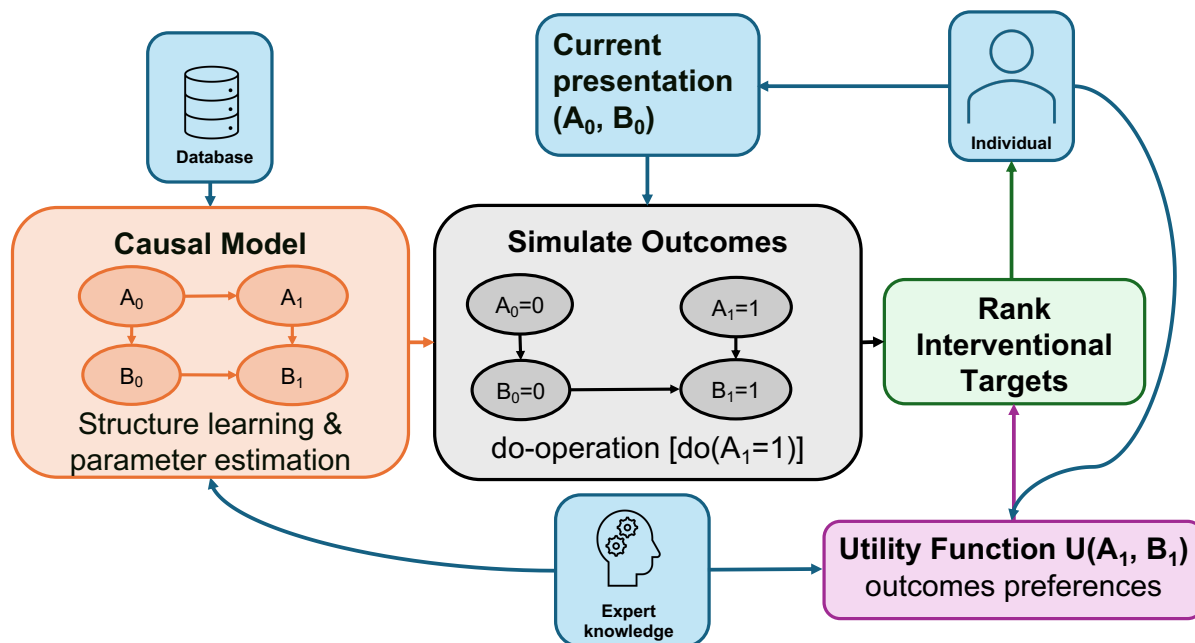 Database
Current
presentation
(A₀, B₀)
Individual
Causal Model
A₀
A₁
B₀
B₁
Structure learning &
parameter estimation
Simulate Outcomes
A₀=0
A₁=1
B₀=0
B₁=1
do-operation [do(A₁=1)]
Rank
Interventional
Targets
Expert
knowledge
Utility Function U(A₁, B₁)
outcomes preferences